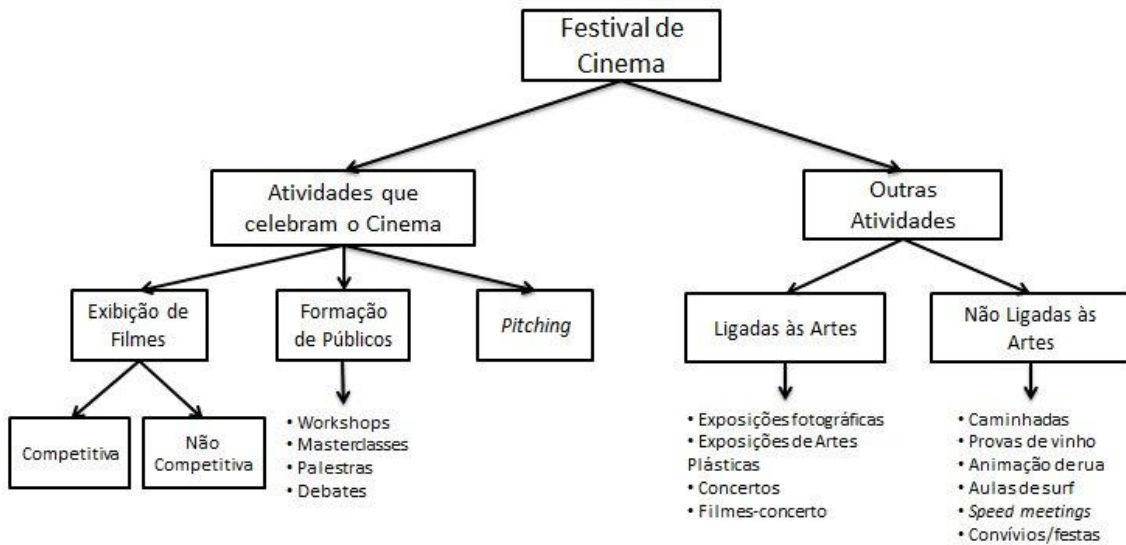 Festival de
Cinema
Atividades que
celebram o Cinema
Outras
Atividades
Exibição de
Filmes
Formação
de Públicos
Pitching
Ligadas às Artes
Não Ligadas às
Artes
Competitiva
Não
Competitiva
• Workshops
• Masterclasses
• Palestras
• Debates
• Exposições fotográficas
• Exposições de Artes
Plásticas
• Concertos
• Filmes-concerto
• Caminhadas
• Provas de vinho
• Animação de rua
• Aulas de surf
• Speed meetings
• Convívios/festas